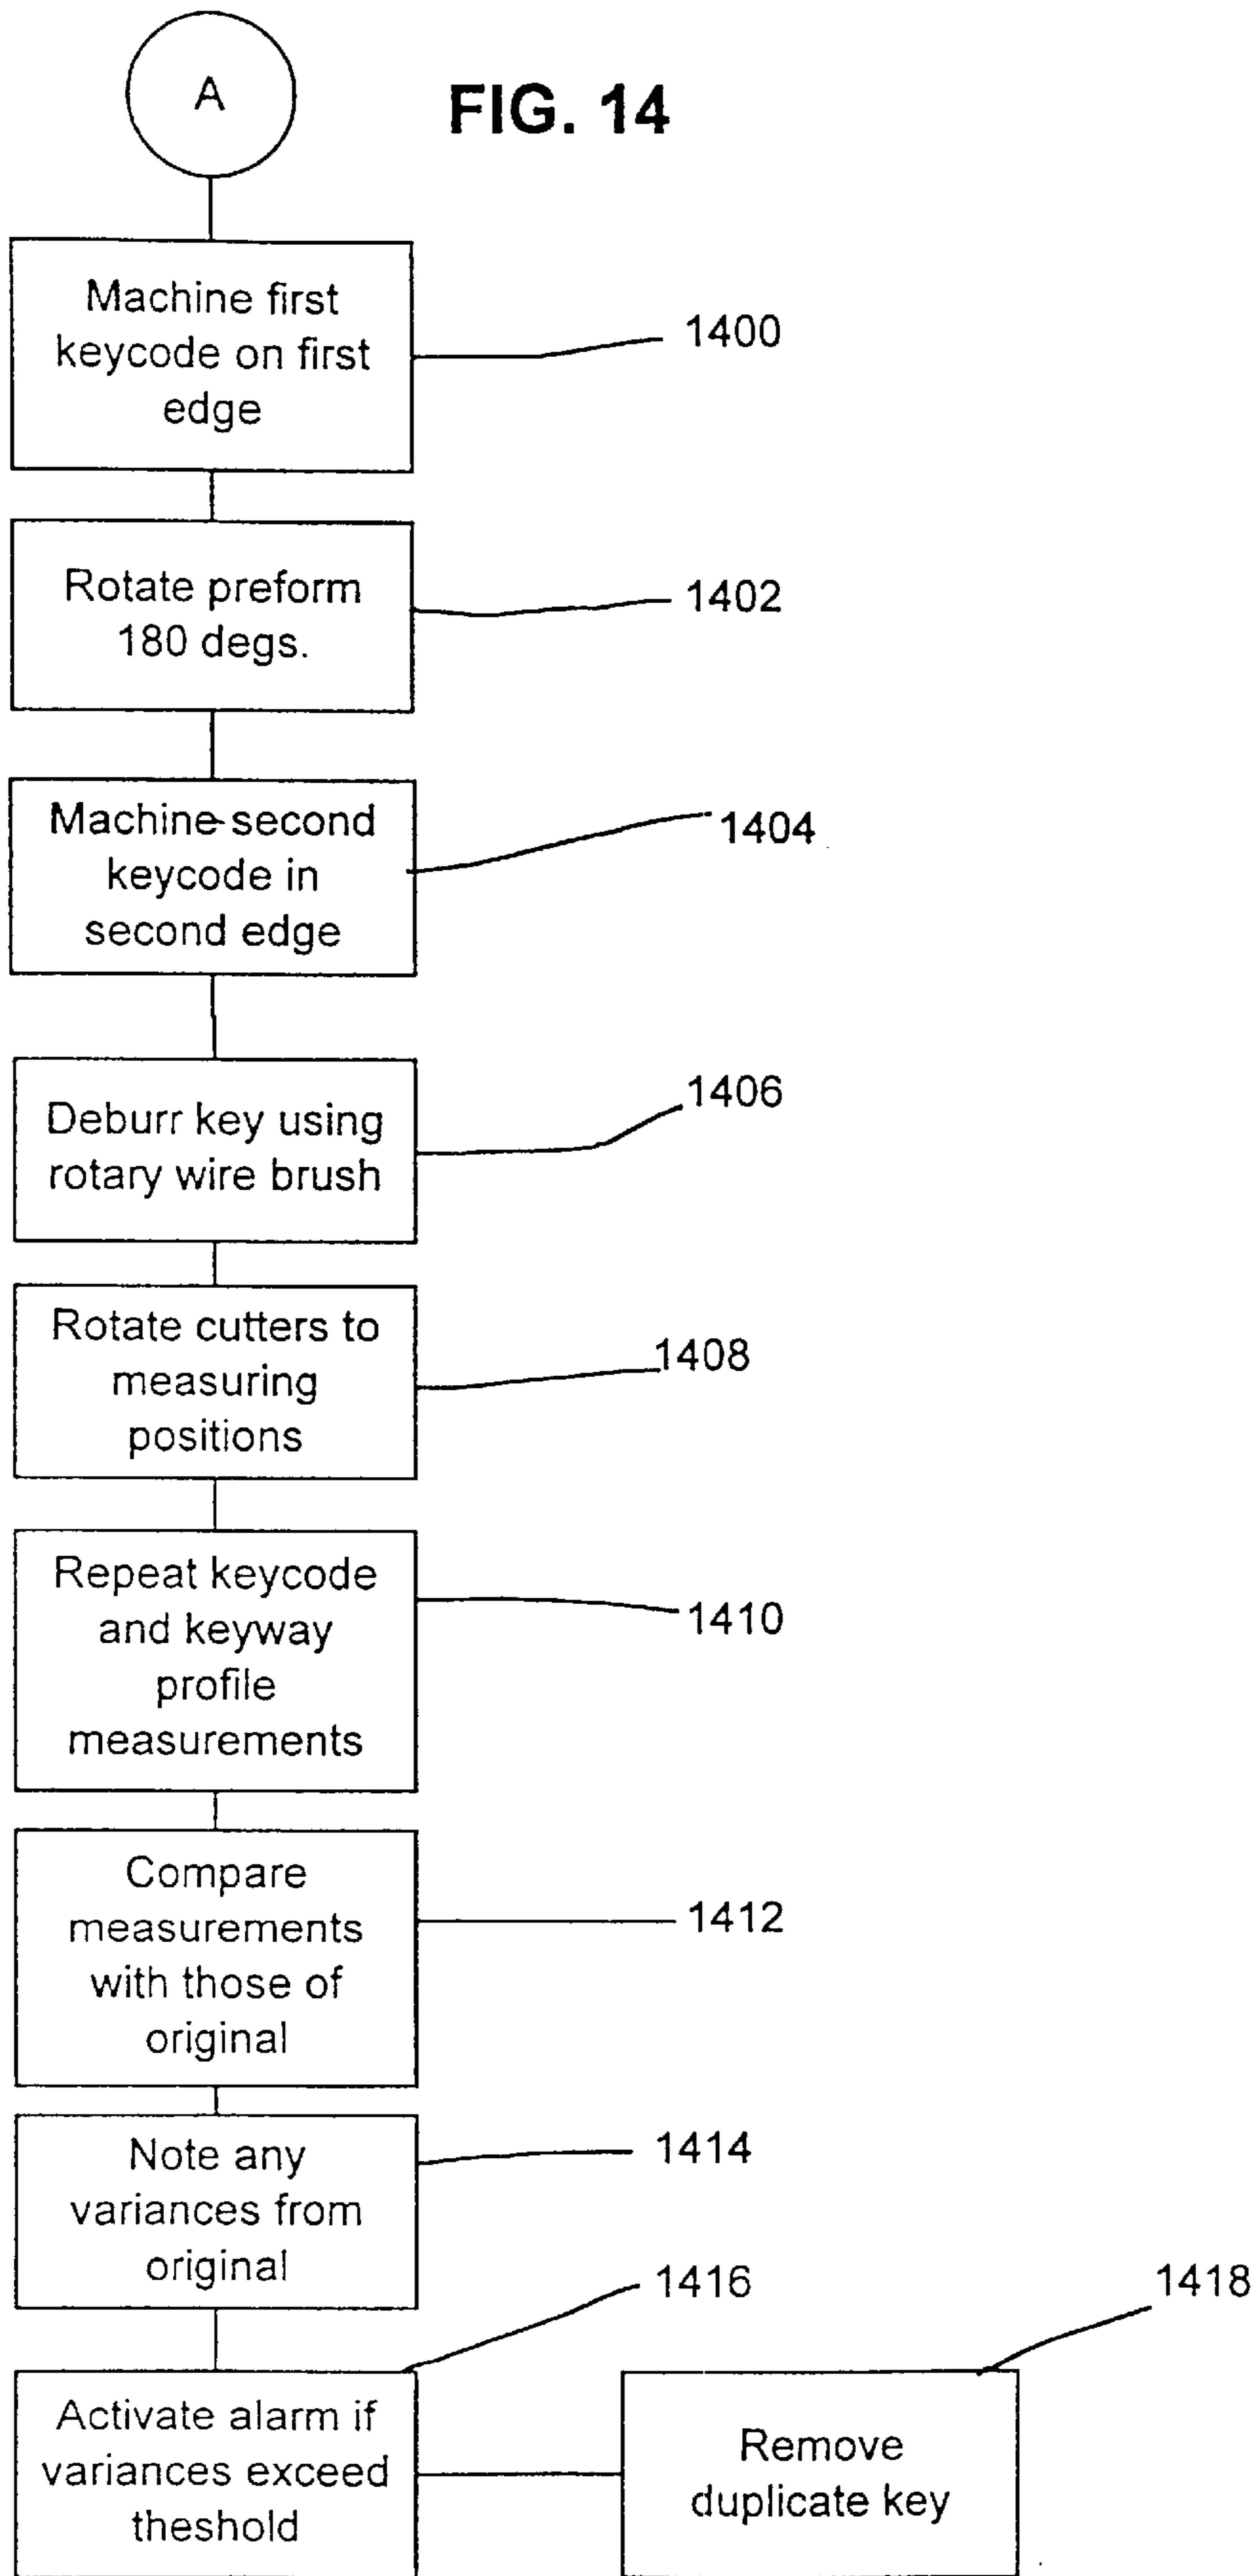 A
FIG. 14
Machine first
keycode on first
edge
1400
Rotate preform
180 degs.
1402
Machine second
keycode in
second edge
1404
Deburr key using
rotary wire brush
1406
Rotate cutters to
measuring
positions
1408
Repeat keycode
and keyway
profile
measurements
1410
Compare
measurements
with those of
original
1412
Note any
variances from
original
1414
Activate alarm if
variances exceed
theshold
1416
Remove
duplicate key
1418